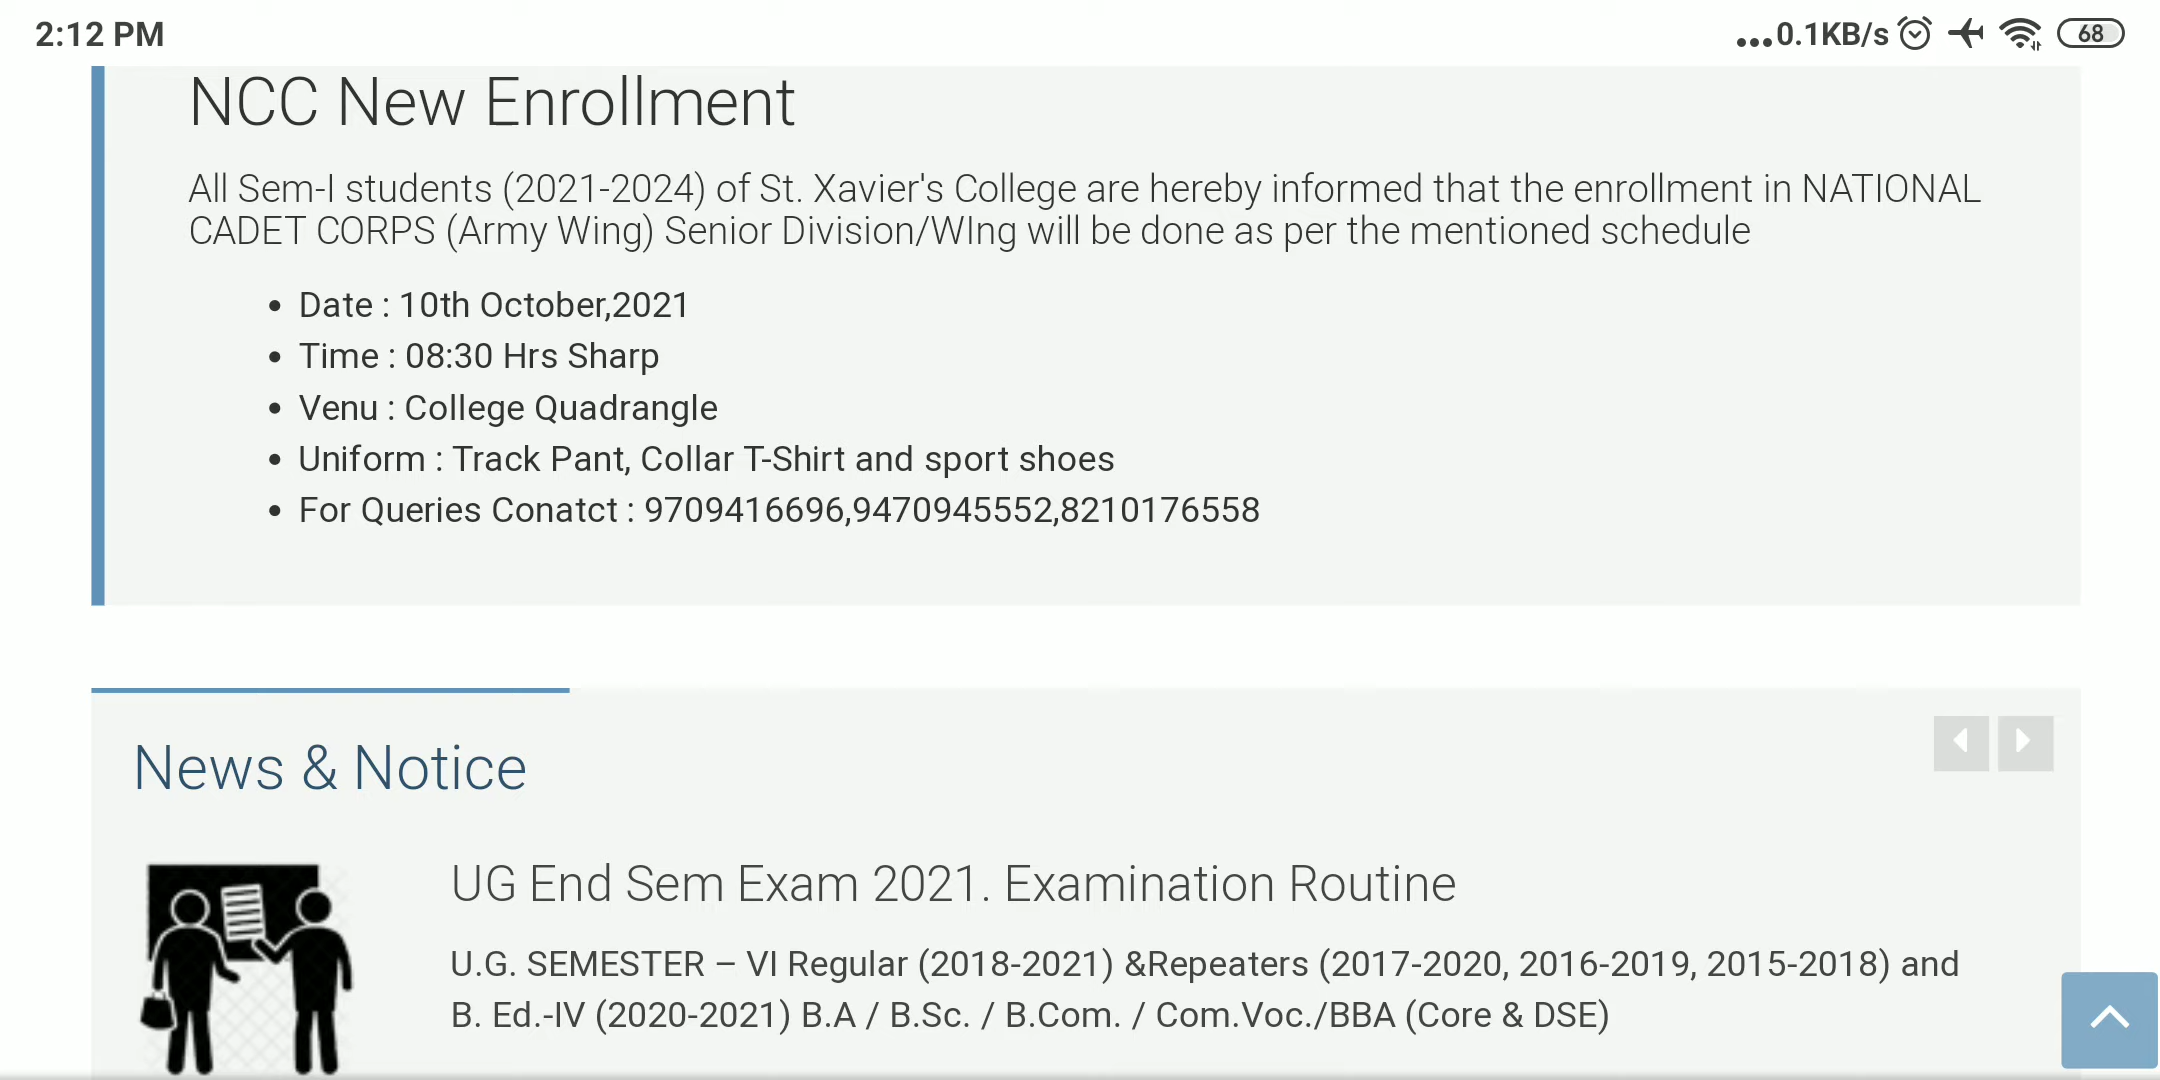 2:12 PM
...0.1KB/s
68
NCC New Enrollment
All Sem-I students (2021-2024) of St. Xavier's College are hereby informed that the enrollment in NATIONAL
CADET CORPS (Army Wing) Senior Division/WIng will be done as per the mentioned schedule
• Date : 10th October,2021
• Time : 08:30 Hrs Sharp
• Venu : College Quadrangle
• Uniform : Track Pant, Collar T-Shirt and sport shoes
• For Queries Conatct : 9709416696,9470945552,8210176558
News & Notice
UG End Sem Exam 2021. Examination Routine
U.G. SEMESTER – VI Regular (2018-2021) &Repeaters (2017-2020, 2016-2019, 2015-2018) and
B. Ed.-IV (2020-2021) B.A / B.Sc. / B.Com. / Com.Voc./BBA (Core & DSE)